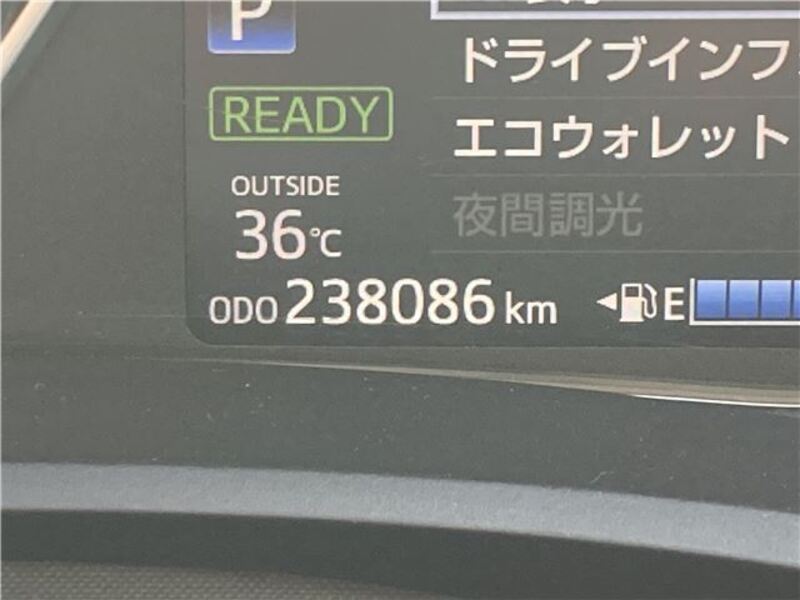 P
READY
OUTSIDE
36℃
ODO 238086 km
ドライブインフ
エコウォレット
夜間調光
E